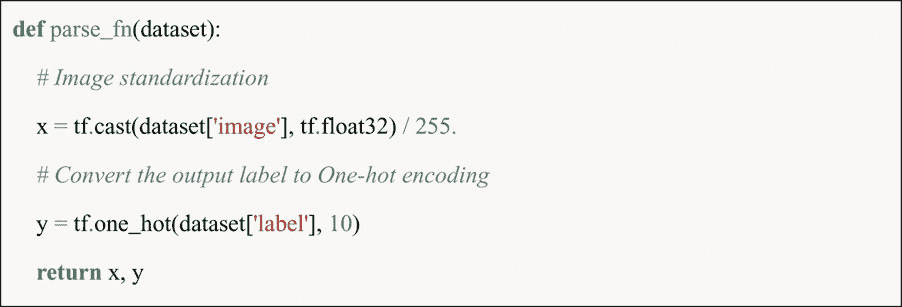 def parse_fn(dataset):
# Image standardization
x = tf.cast(dataset['image'], tf.float32) / 255.
# Convert the output label to One-hot encoding
y = tf.one_hot(dataset['label'], 10)
return x, y